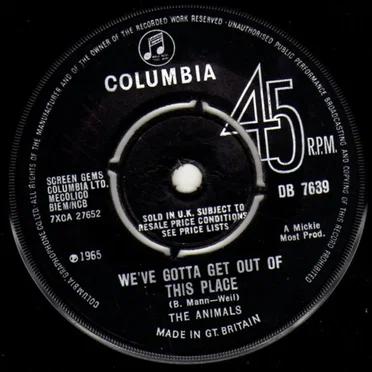 ALL RIGHTS OF THE MANUFACTURER AND OF THE OWNER OF THE RECORDED WORK RESERVED · UNAUTHORISED PUBLIC PERFORMANCE BROADCASTING AND COPYING OF THIS RECORD PROHIBITED
COLUMBIA GRAPHOPHONE CO. LTD.
COLUMBIA
45
R.P.M.
SCREEN GEMS
COLUMBIA LTD.
MECOLICO
BIEM/NCB
7XCA 27652
DB 7639
SOLD IN U.K. SUBJECT TO
RESALE PRICE CONDITIONS
SEE PRICE LISTS
℗ 1965
A Mickie
Most Prod.
WE'VE GOTTA GET OUT OF
THIS PLACE
(B. Mann—Weil)
THE ANIMALS
MADE IN GT. BRITAIN